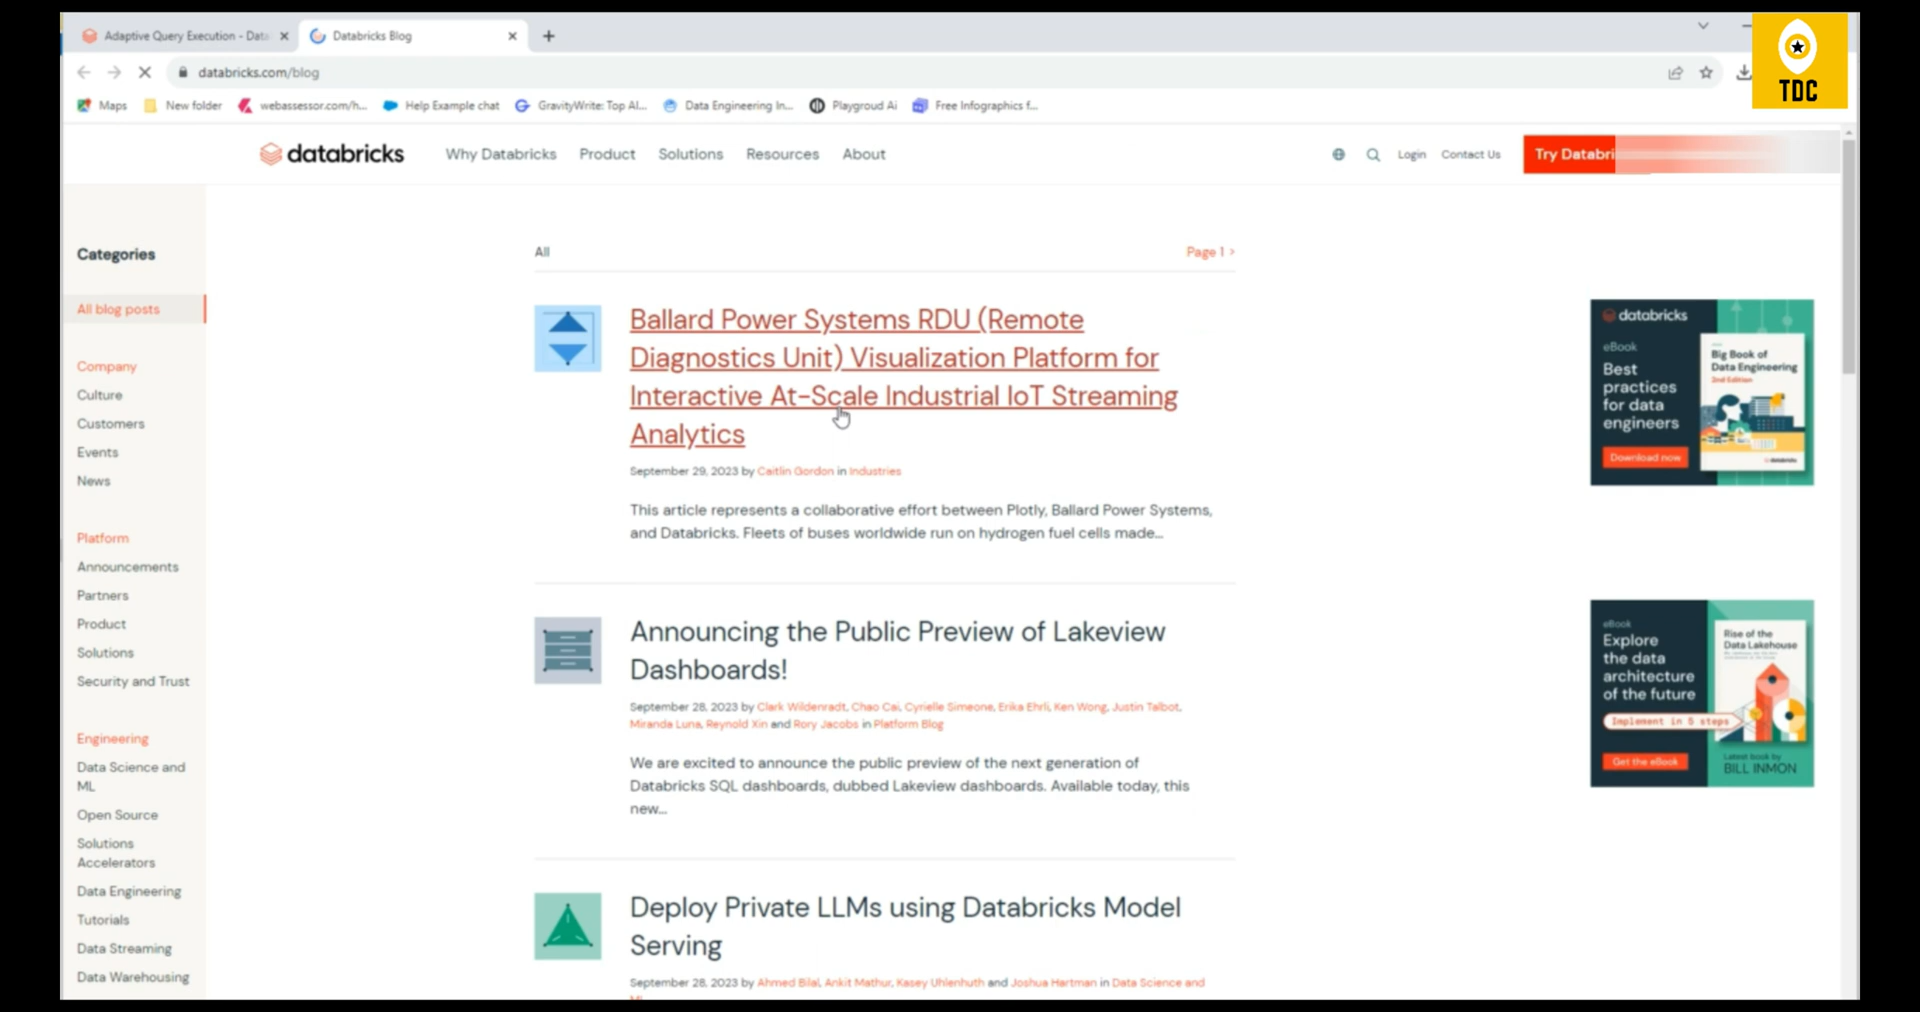 Adaptive Query Execution - Data
Databricks Blog
TDC
databricks.com/blog
Maps
New folder
webassessor.com/h...
Help Example chat
GravityWrite: Top AI...
Data Engineering In...
Playgroud Ai
Free Infographics f...
databricks
Why Databricks
Product
Solutions
Resources
About
Login
Contact Us
Try Databri
Categories
All blog posts
Company
Culture
Customers
Events
News
Platform
Announcements
Partners
Product
Solutions
Security and Trust
Engineering
Data Science and
ML
Open Source
Solutions
Accelerators
Data Engineering
Tutorials
Data Streaming
Data Warehousing
All
Page 1 >
Ballard Power Systems RDU (Remote
Diagnostics Unit) Visualization Platform for
Interactive At-Scale Industrial IoT Streaming
Analytics
September 29, 2023 by Caitlin Gordon in Industries
This article represents a collaborative effort between Plotly, Ballard Power Systems,
and Databricks. Fleets of buses worldwide run on hydrogen fuel cells made...
Announcing the Public Preview of Lakeview
Dashboards!
September 28, 2023 by Clark Wildenradt, Chao Cai, Cyrielle Simeone, Erika Ehrli, Ken Wong, Justin Talbot,
Miranda Luna, Reynold Xin and Rory Jacobs in Platform Blog
We are excited to announce the public preview of the next generation of
Databricks SQL dashboards, dubbed Lakeview dashboards. Available today, this
new...
Deploy Private LLMs using Databricks Model
Serving
September 28, 2023 by Ahmed Bilal, Ankit Mathur, Kasey Uhlenhuth and Joshua Hartman in Data Science and
databricks
eBook
Best
practices
for data
engineers
Download now
Big Book of
Data Engineering
2nd Edition
databricks
eBook
Explore
the data
architecture
of the future
Implement in 5 steps
Get the eBook
Rise of the
Data Lakehouse
Latest book by
BILL INMON